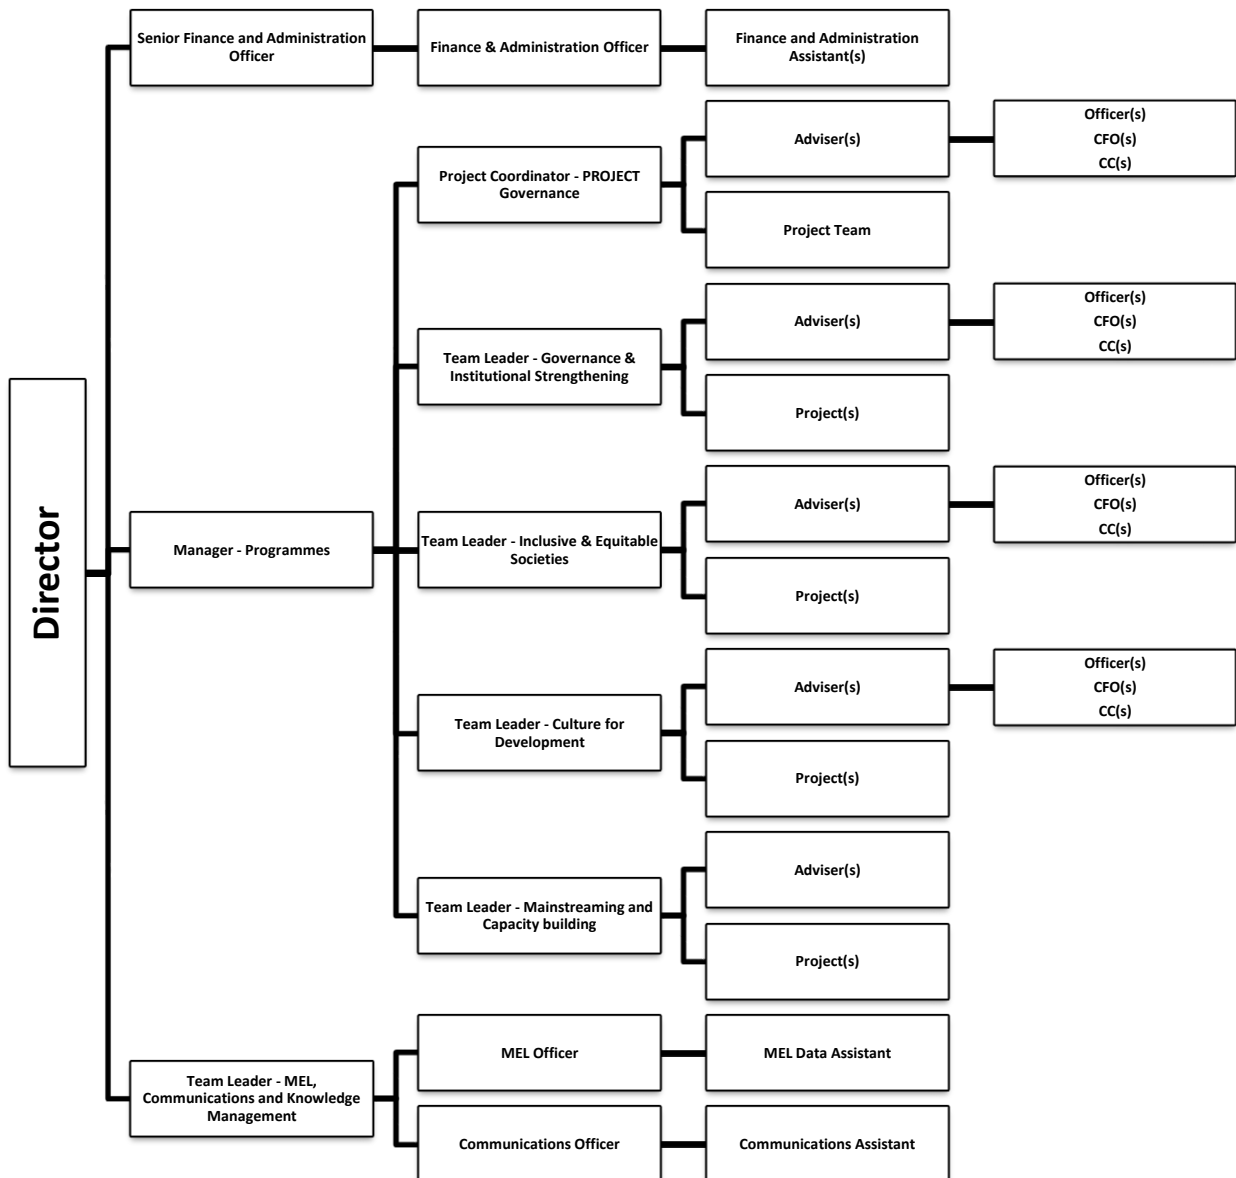 Director
Senior Finance and Administration
Officer
Finance & Administration Officer
Finance and Administration
Assistant(s)
Manager - Programmes
Project Coordinator - PROJECT
Governance
Adviser(s)
Officer(s)
CFO(s)
CC(s)
Project Team
Team Leader - Governance &
Institutional Strengthening
Adviser(s)
Officer(s)
CFO(s)
CC(s)
Project(s)
Team Leader - Inclusive & Equitable
Societies
Adviser(s)
Officer(s)
CFO(s)
CC(s)
Project(s)
Team Leader - Culture for
Development
Adviser(s)
Officer(s)
CFO(s)
CC(s)
Project(s)
Team Leader - Mainstreaming and
Capacity building
Adviser(s)
Project(s)
Team Leader - MEL,
Communications and Knowledge
Management
MEL Officer
MEL Data Assistant
Communications Officer
Communications Assistant